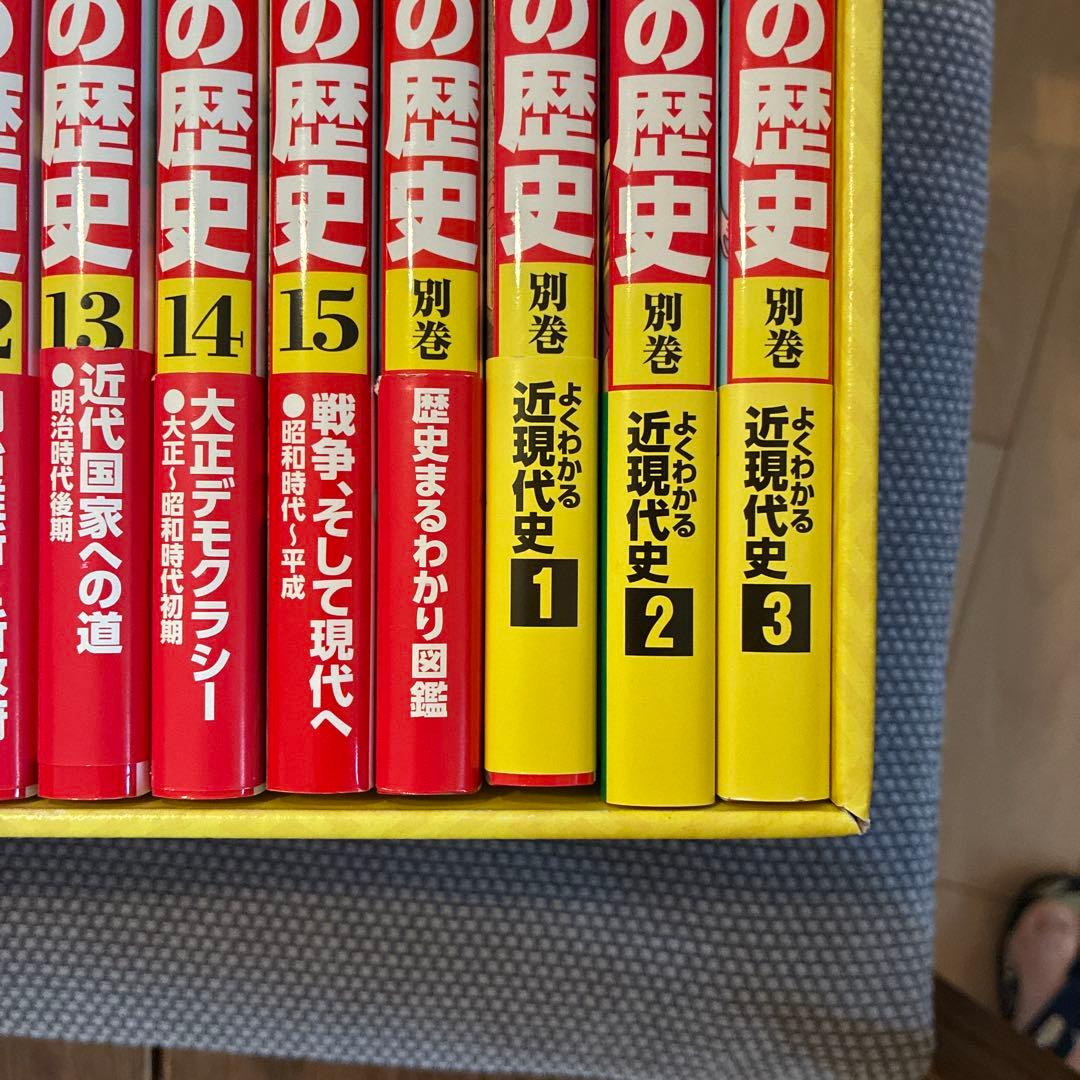 の歴史
13
近代国家への道
●明治時代後期
の歴史
14
大正デモクラシー
●大正～昭和時代初期
の歴史
15
戦争、そして現代へ
●昭和時代～平成
の歴史
別巻
歴史まるわかり図鑑
の歴史
別巻
よくわかる
近現代史
1
の歴史
別巻
よくわかる
近現代史
2
の歴史
別巻
よくわかる
近現代史
3